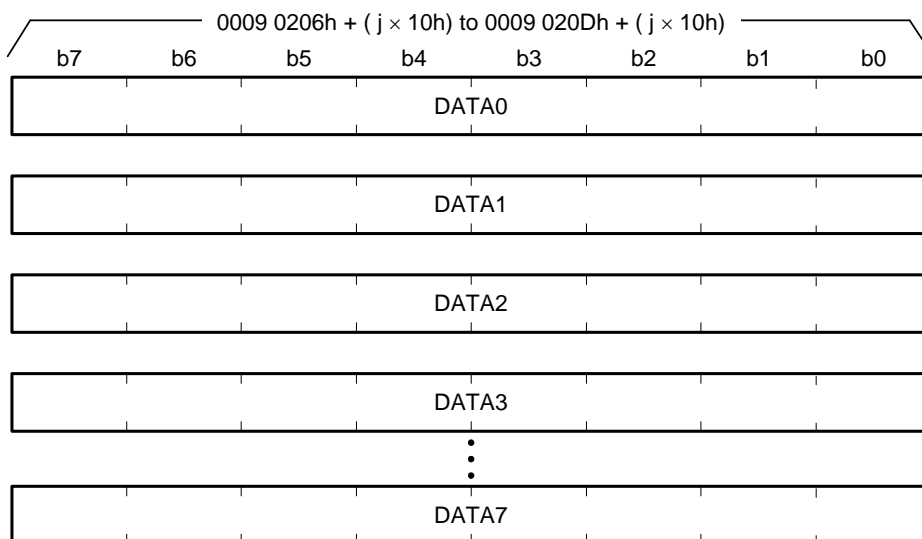 0009 0206h + ( j × 10h) to 0009 020Dh + ( j × 10h)
b7 b6 b5 b4 b3 b2 b1 b0
DATA0
DATA1
DATA2
DATA3
DATA7